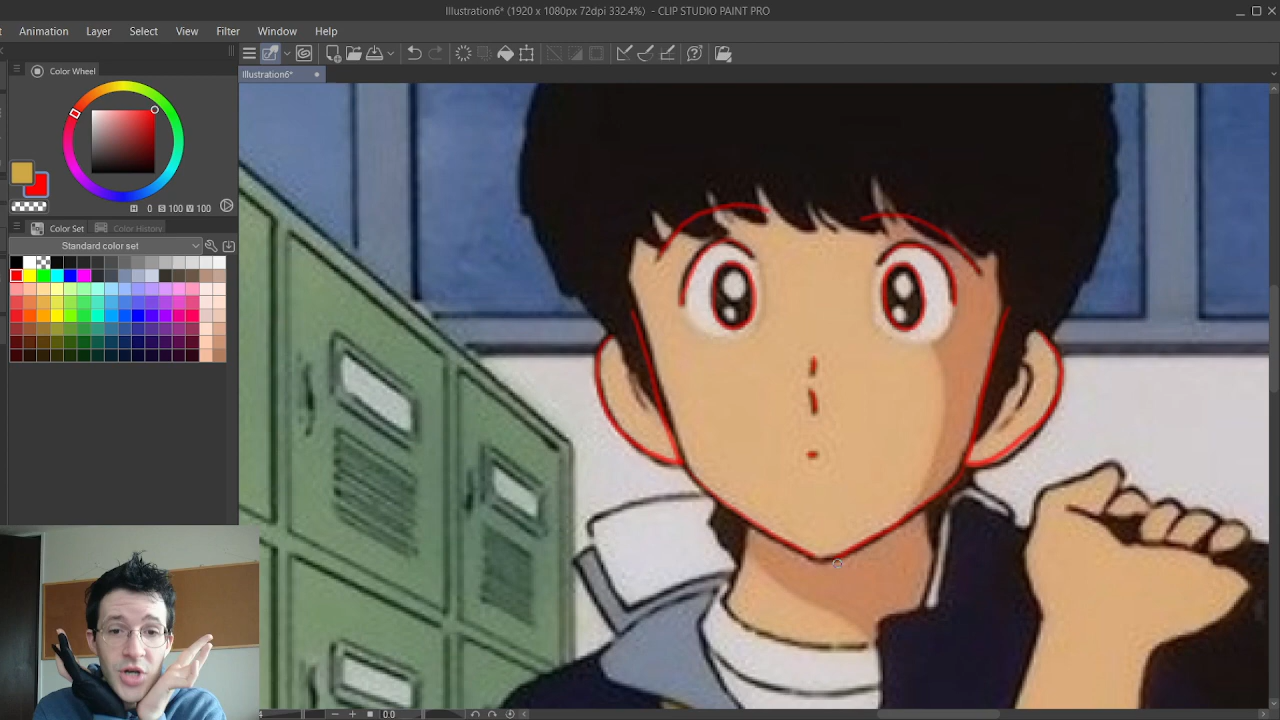 Illustration6* (1920 x 1080px 72dpi 332.4%) - CLIP STUDIO PAINT PRO
Animation Layer Select View Filter Help
Color Wheel
Illustration6*
H 0 S 100 V 100
Color Set Color History
Standard color set
0.0